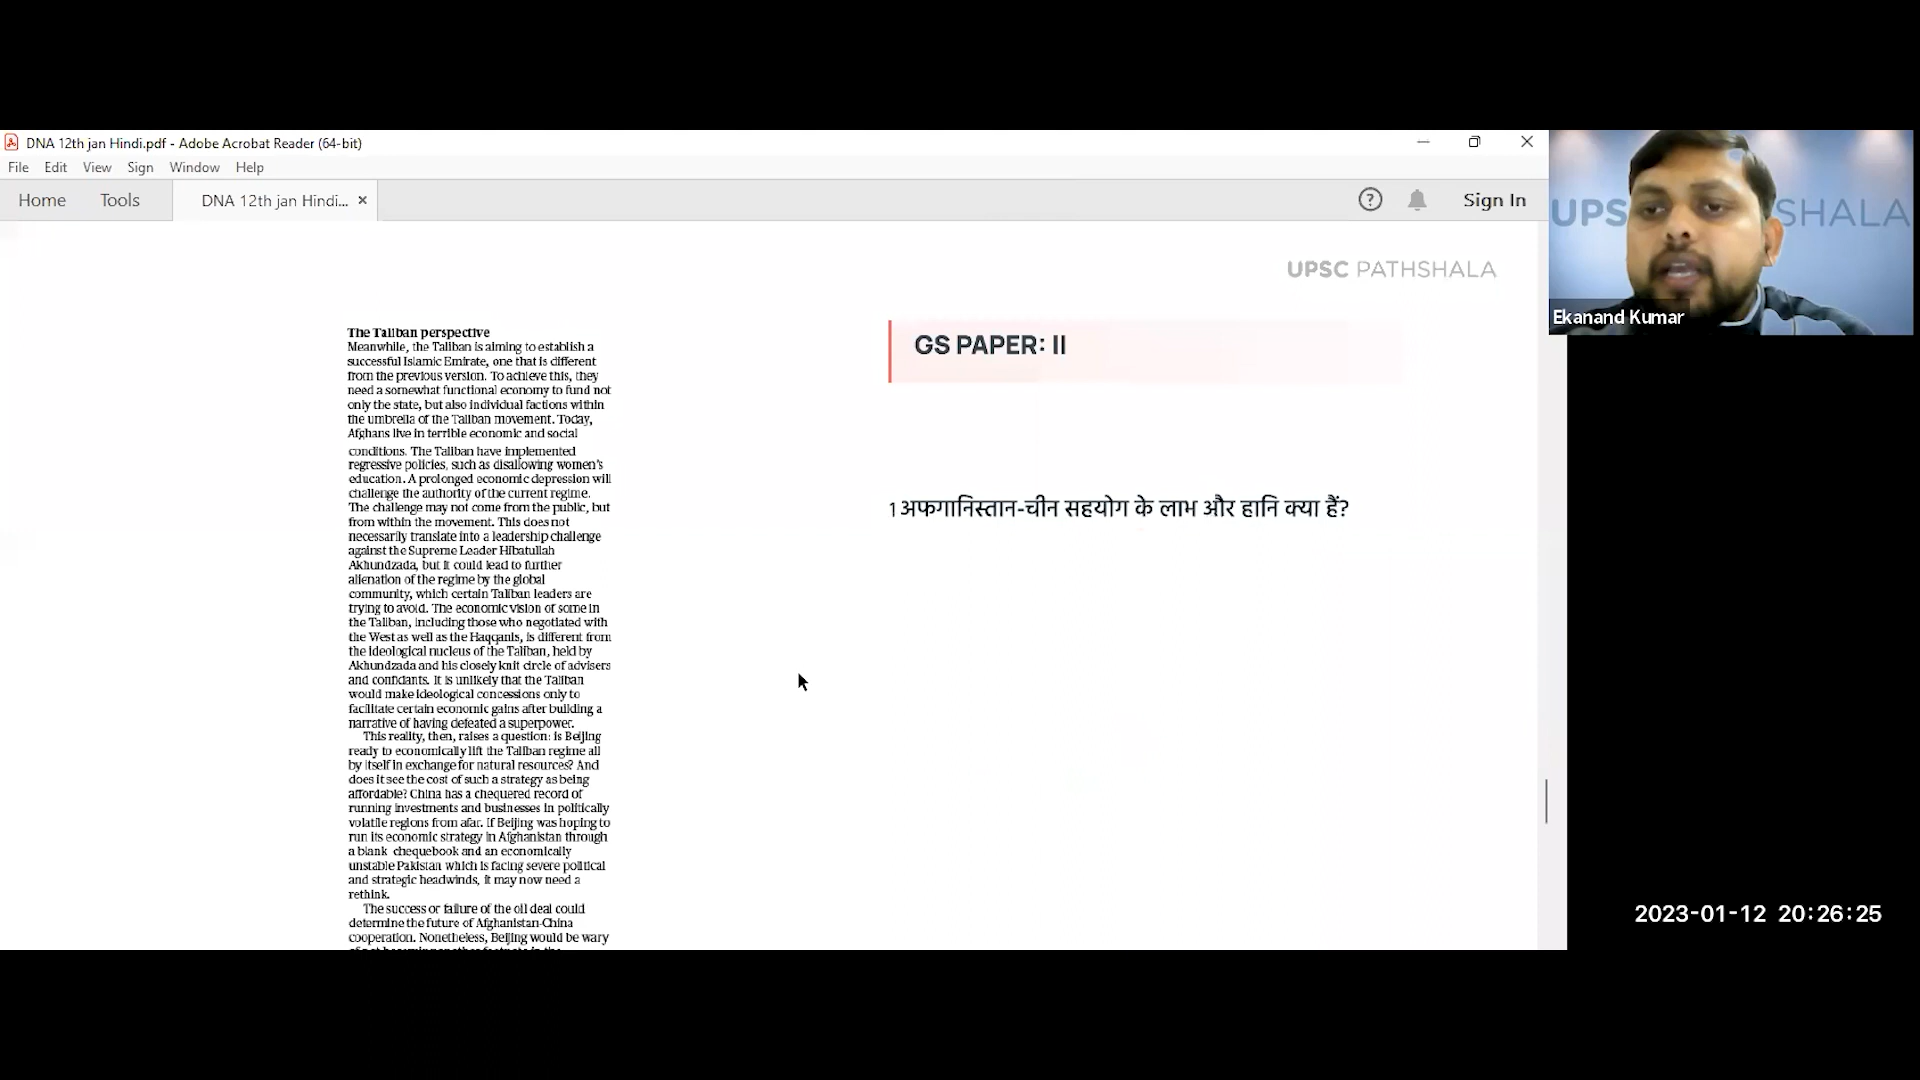 DNA 12th jan Hindi.pdf - Adobe Acrobat Reader (64-bit)
File Edit View Sign Window Help
Home Tools DNA 12th jan Hindi... × ? Sign In
UPSC PATHSHALA
UPS SHALA
Ekanand Kumar
The Taliban perspective
Meanwhile, the Taliban is aiming to establish a
successful Islamic Emirate, one that is different
from the previous version. To achieve this, they
need a somewhat functional economy to fund not
only the state, but also individual factions within
the umbrella of the Taliban movement. Today,
Afghans live in terrible economic and social
conditions. The Taliban have implemented
regressive policies, such as disallowing women's
education. A prolonged economic depression will
challenge the authority of the current regime.
The challenge may not come from the public, but
from within the movement. This does not
necessarily translate into a leadership challenge
against the Supreme Leader Hibatullah
Akhundzada, but it could lead to further
alienation of the regime by the global
community, which certain Taliban leaders are
trying to avoid. The economic vision of some in
the Taliban, including those who negotiated with
the West as well as the Haqqanis, is different from
the ideological nucleus of the Taliban, held by
Akhundzada and his closely knit circle of advisers
and confidants. It is unlikely that the Taliban
would make ideological concessions only to
facilitate certain economic gains after building a
narrative of having defeated a superpower.
This reality, then, raises a question: is Beijing
ready to economically lift the Taliban regime all
by itself in exchange for natural resources? And
does it see the cost of such a strategy as being
affordable? China has a chequered record of
running investments and businesses in politically
volatile regions from afar. If Beijing was hoping to
run its economic strategy in Afghanistan through
a blank chequebook and an economically
unstable Pakistan which is facing severe political
and strategic headwinds, it may now need a
rethink.
The success or failure of the oil deal could
determine the future of Afghanistan-China
cooperation. Nonetheless, Beijing would be wary
GS PAPER: II
1 अफगानिस्तान-चीन सहयोग के लाभ और हानि क्या हैं?
2023-01-12 20:26:25